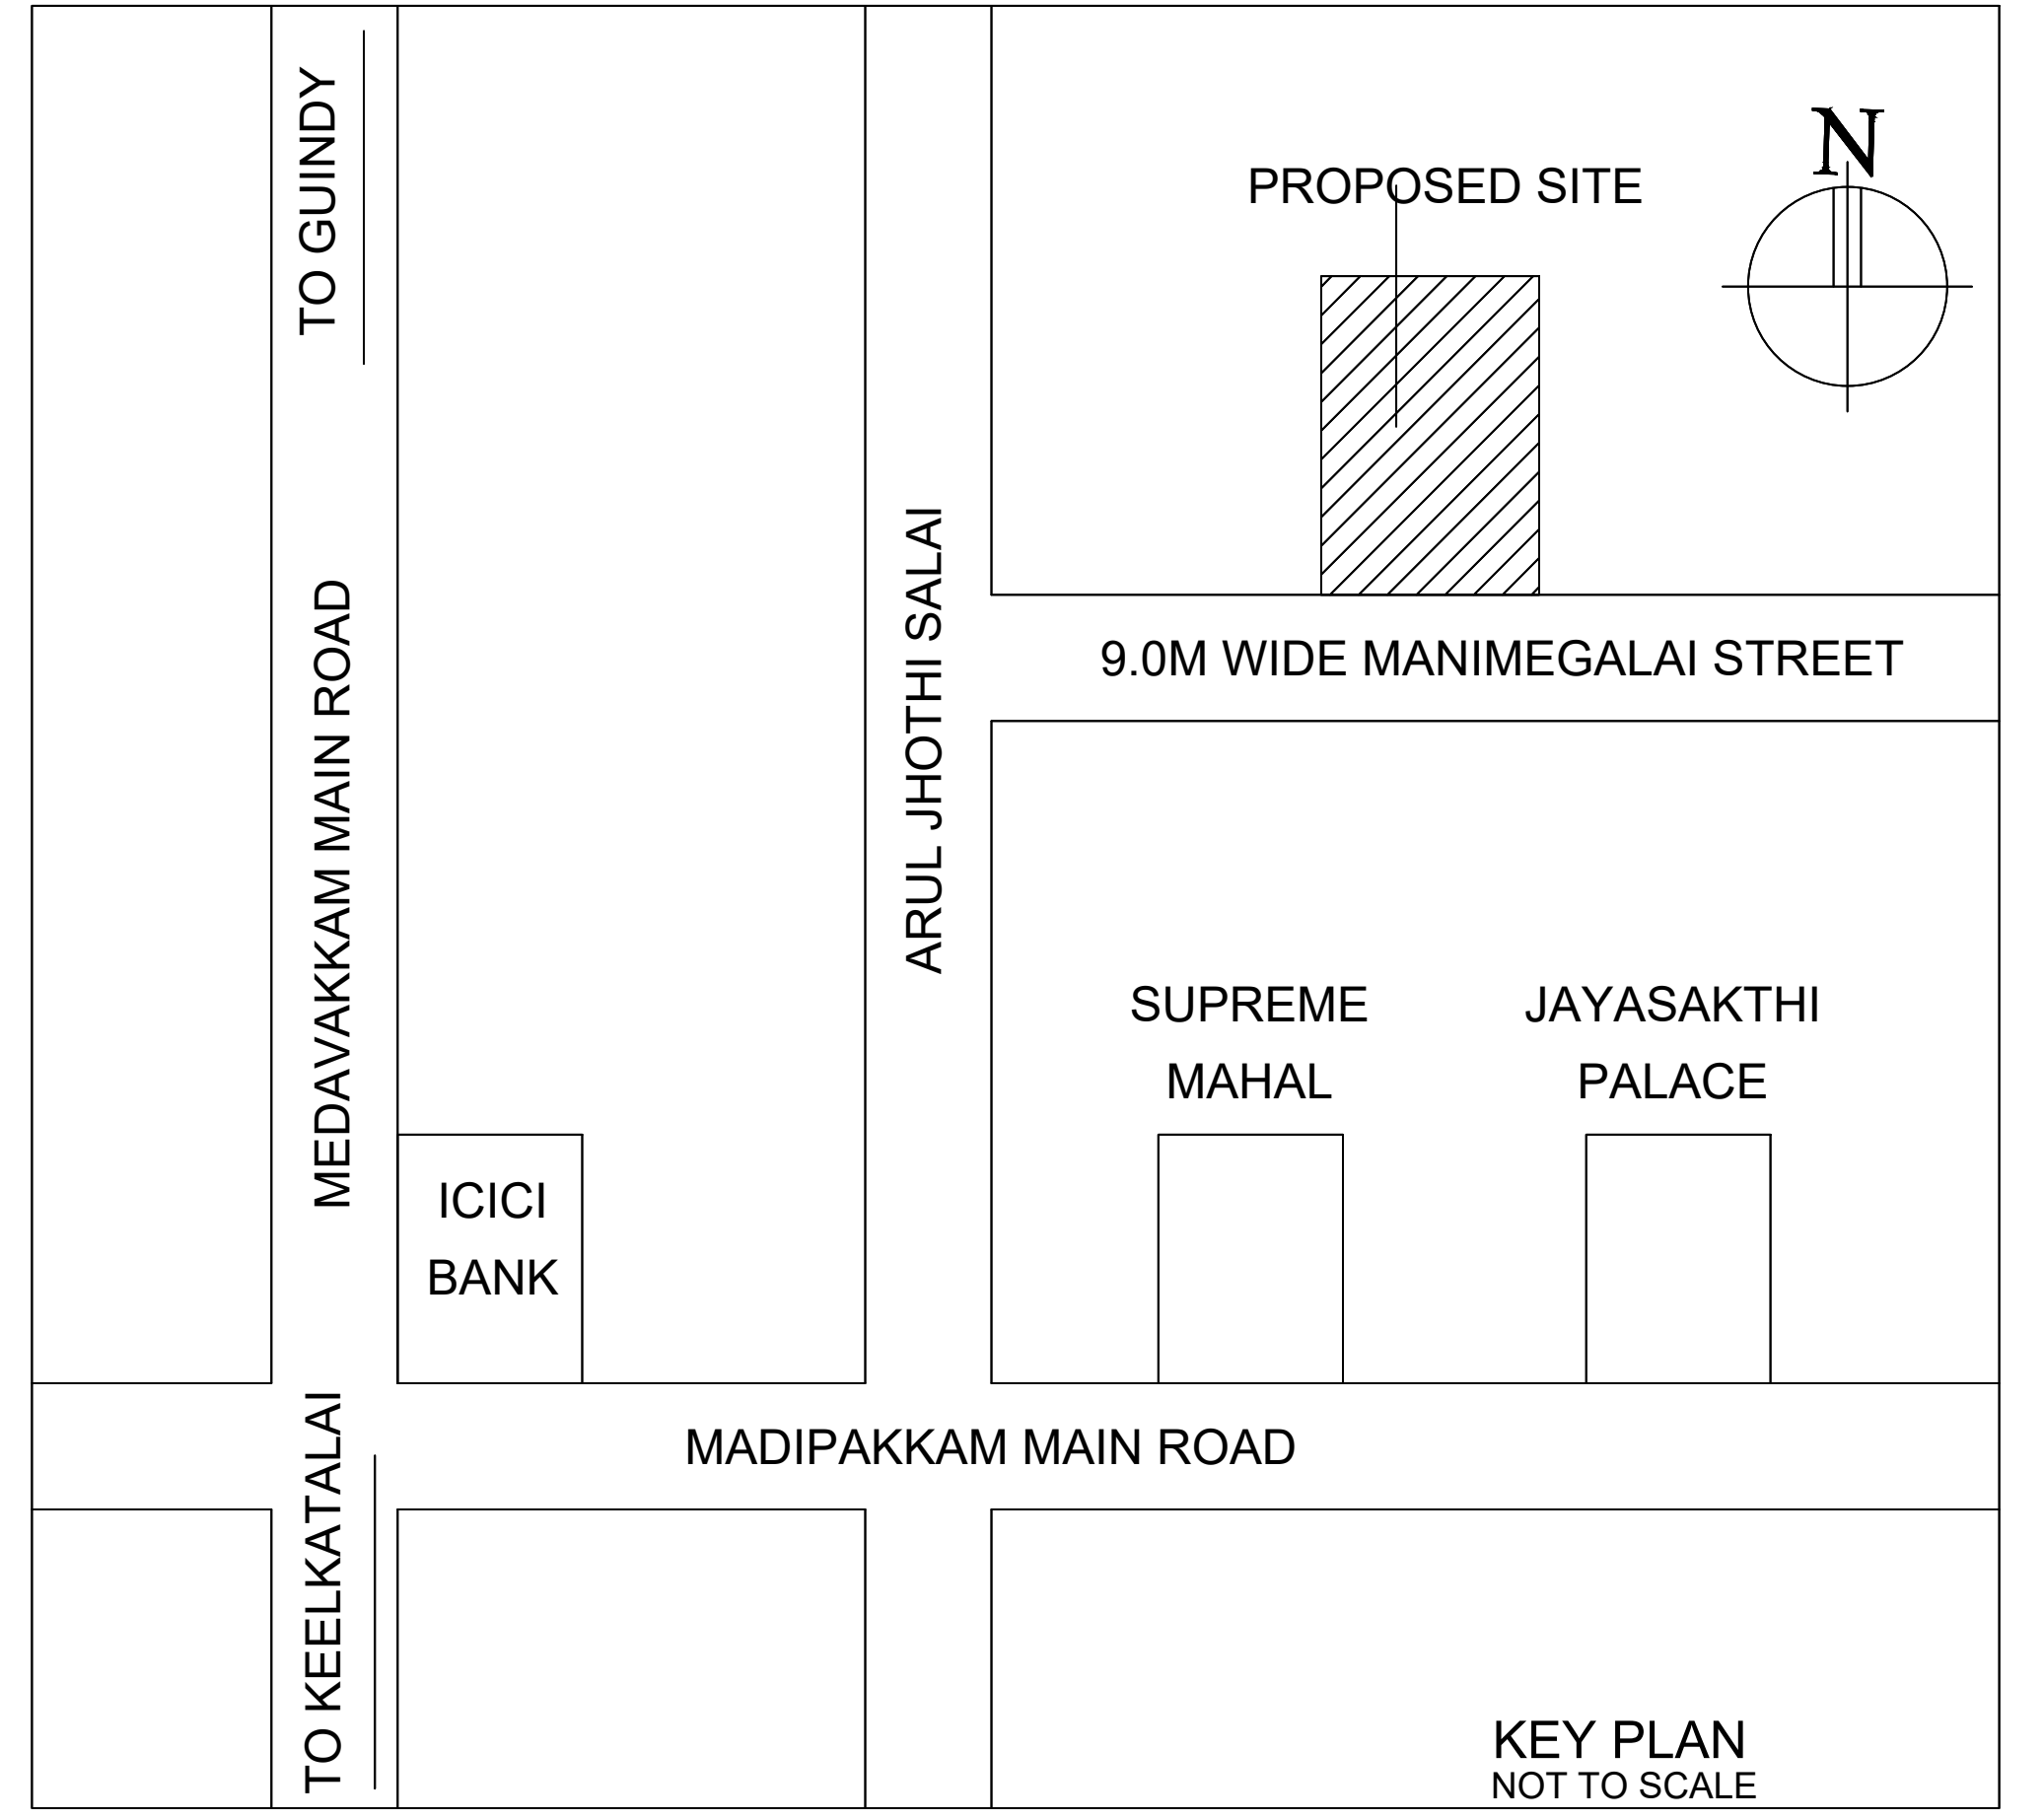 TO GUINDY
N
PROPOSED SITE
MEDAVAKKAM MAIN ROAD
ARUL JHOTHI SALAI
9.0M WIDE MANIMEGALAI STREET
SUPREME
MAHAL
JAYASAKTHI
PALACE
ICICI
BANK
MADIPAKKAM MAIN ROAD
TO KEELKATALAI
KEY PLAN
NOT TO SCALE